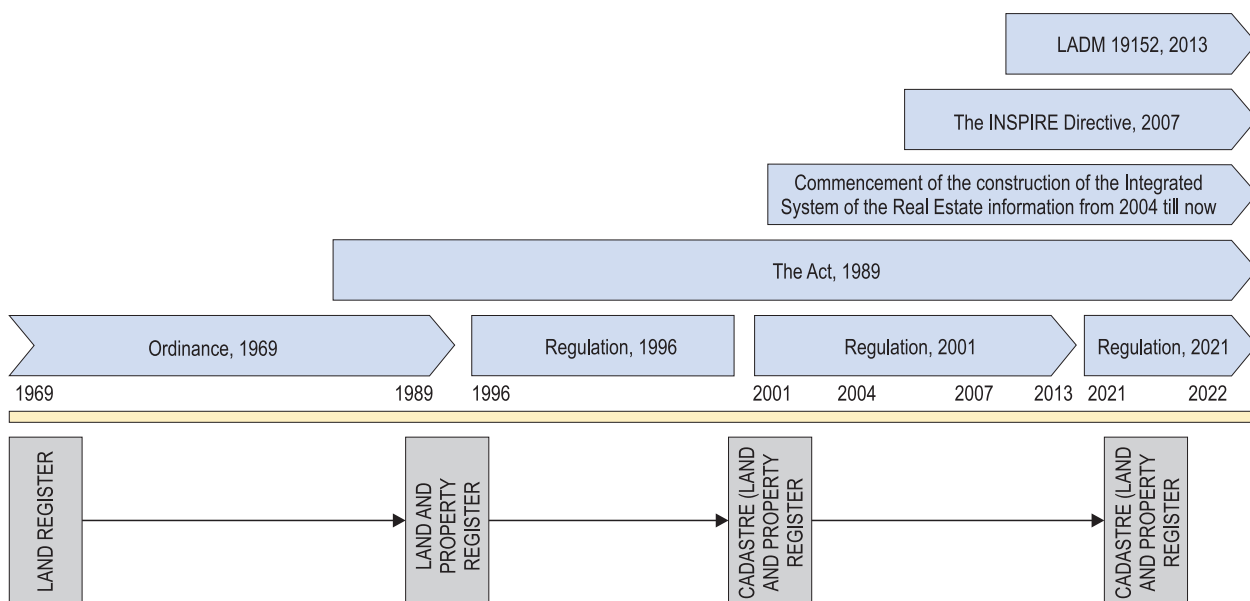 LADM 19152, 2013
The INSPIRE Directive, 2007
Commencement of the construction of the Integrated
System of the Real Estate information from 2004 till now
The Act, 1989
Ordinance, 1969
Regulation, 1996
Regulation, 2001
Regulation, 2021
1969
1989
1996
2001
2004
2007
2013
2021
2022
LAND REGISTER
LAND AND
PROPERTY
REGISTER
CADASTRE (LAND
AND PROPERTY
REGISTER
CADASTRE (LAND
AND PROPERTY
REGISTER